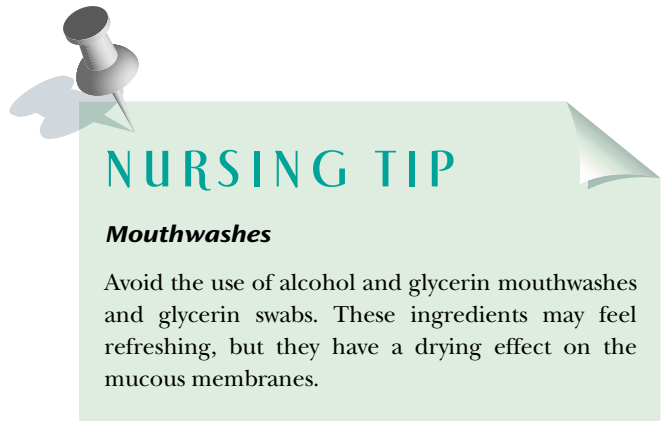 NURSING TIP
Mouthwashes
Avoid the use of alcohol and glycerin mouthwashes
and glycerin swabs. These ingredients may feel
refreshing, but they have a drying effect on the
mucous membranes.